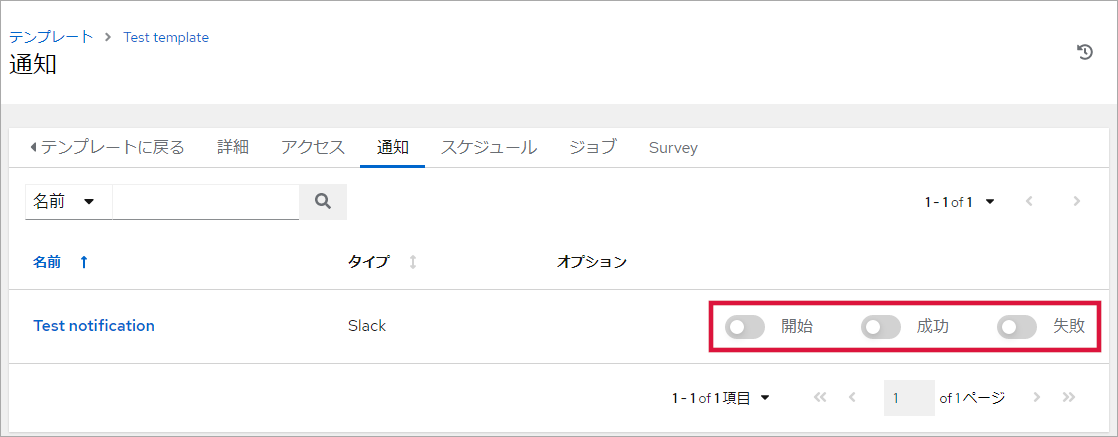 テンプレート > Test template
通知
テンプレートに戻る 詳細 アクセス 通知 スケジュール ジョブ Survey
名前 1 - 1 of 1
名前 タイプ オプション
Test notification Slack 開始 成功 失敗
1 - 1 of 1 項目 1 of 1 ページ